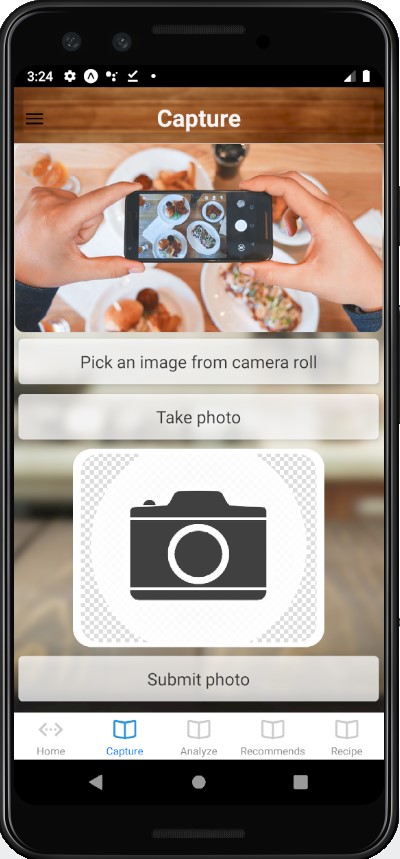 3:24
Capture
Pick an image from camera roll
Take photo
Submit photo
Home
Capture
Analyze
Recommends
Recipe